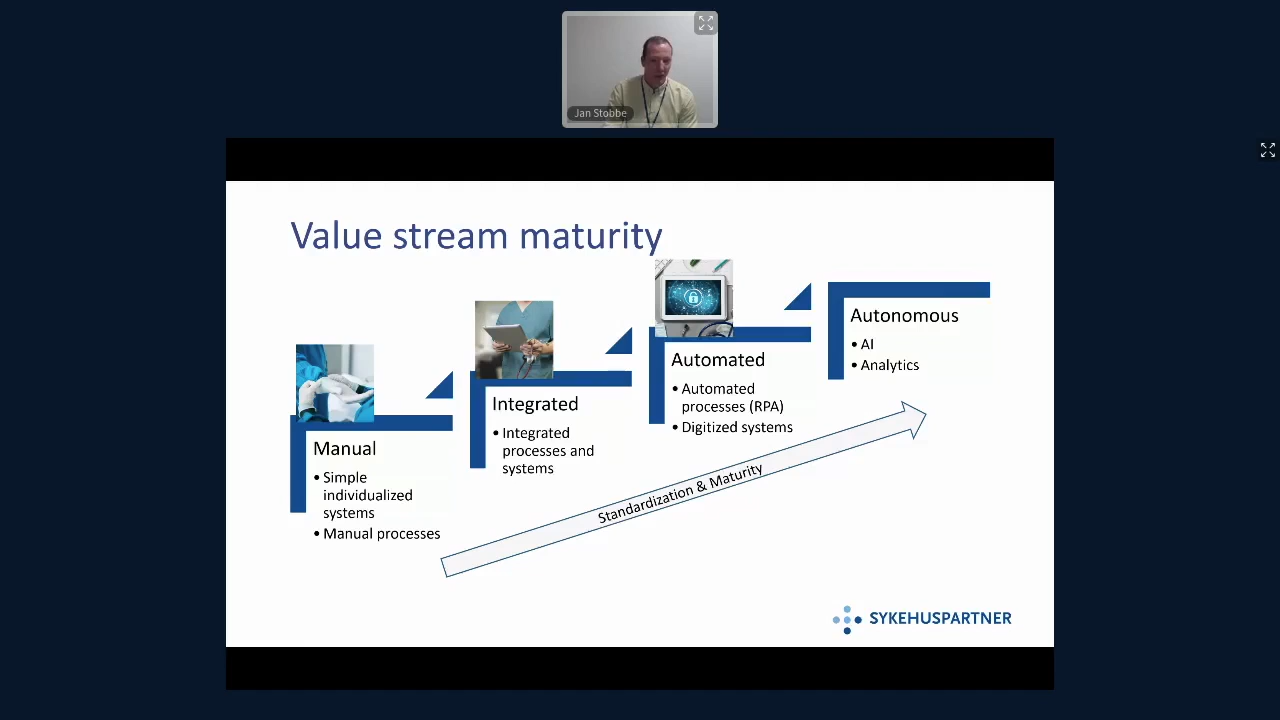 Jan Stobbe
Value stream maturity
Manual
• Simple
individualized
systems
• Manual processes
Integrated
• Integrated
processes and
systems
Automated
• Automated
processes (RPA)
• Digitized systems
Autonomous
• AI
• Analytics
Standardization & Maturity
SYKEHUSPARTNER